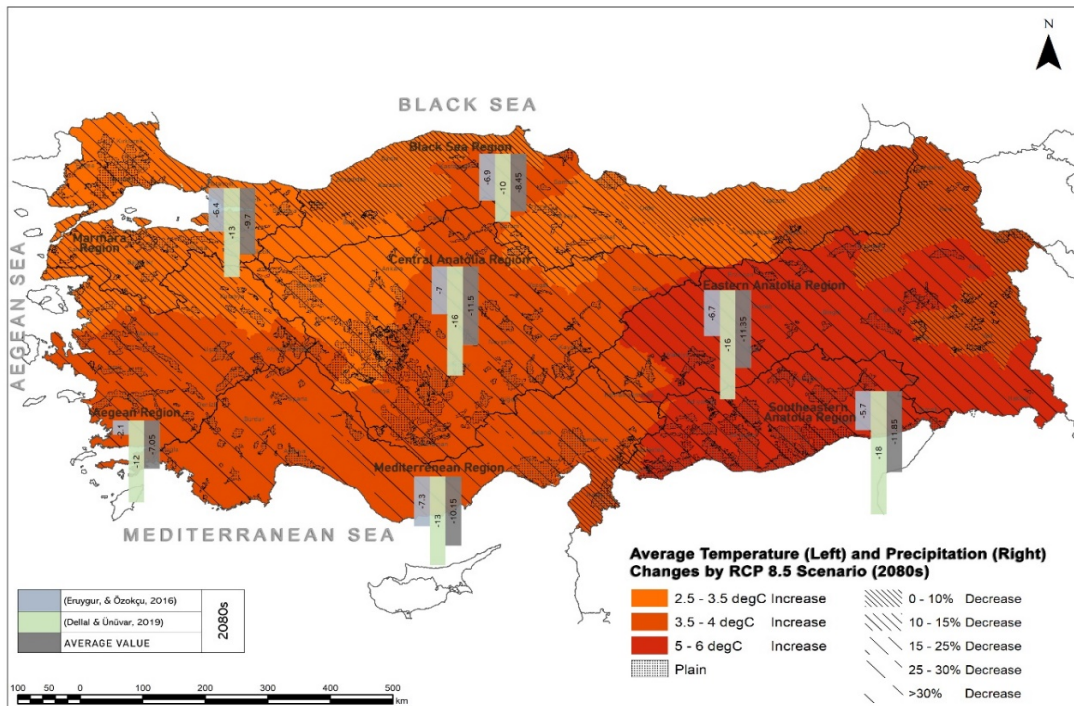 N
BLACK SEA
Black Sea Region
-6.9
-10
-8.45
-6.4
-13
-9.7
Marmara
Region
Central Anatolia Region
-7
-16
-11.5
Eastern Anatolia Region
-6.7
-16
-11.35
AEGEAN SEA
Aegean Region
2.1
-12
-7.05
Southeastern
Anatolia Region
-5.7
-18
-11.85
Mediterrenean Region
-7.3
-13
-10.15
MEDITERRANEAN SEA
Average Temperature (Left) and Precipitation (Right)
Changes by RCP 8.5 Scenario (2080s)
2.5 - 3.5 degC Increase
3.5 - 4 degC Increase
5 - 6 degC Increase
Plain
0 - 10% Decrease
10 - 15% Decrease
15 - 25% Decrease
25 - 30% Decrease
>30% Decrease
(Eruygur, & Özokçu, 2016)
(Dellal & Ünüvar, 2019)
AVERAGE VALUE
2080s
100 50 0 100 200 300 400 500
km